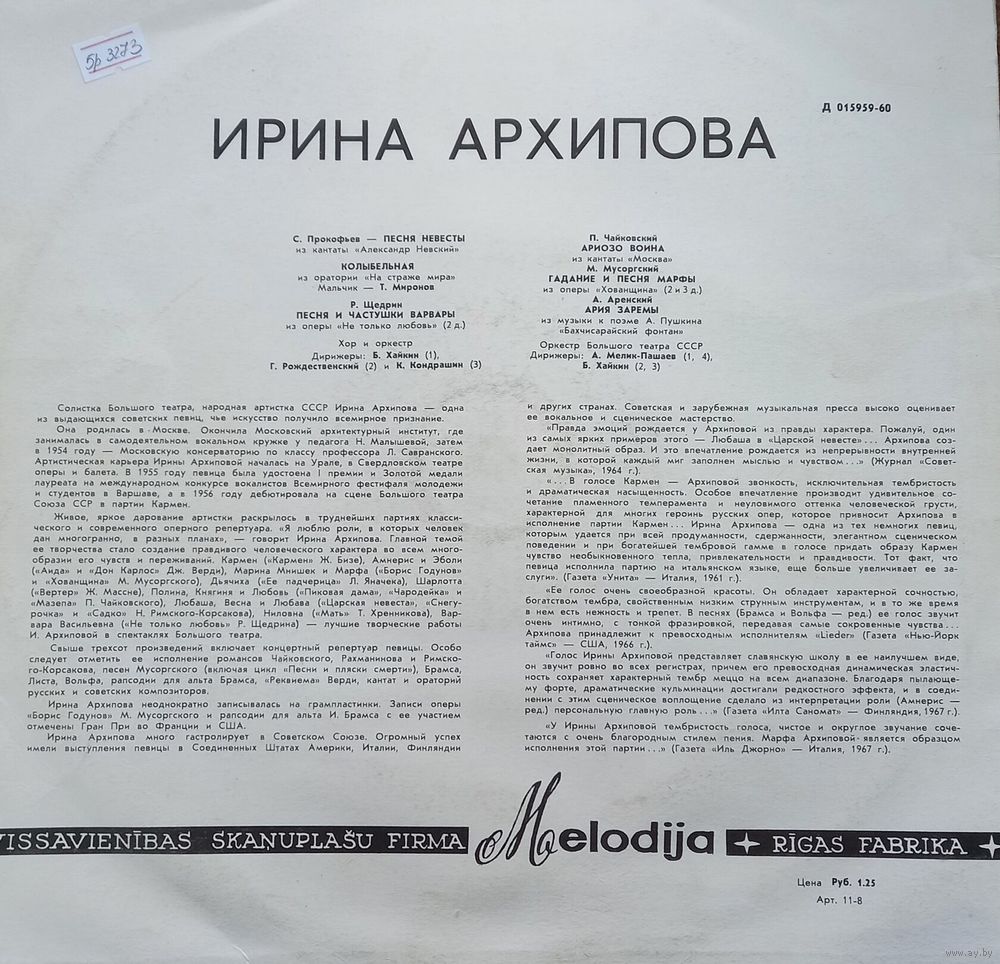 5р 3273
Д 015959-60
ИРИНА АРХИПОВА
С. Прокофьев — ПЕСНЯ НЕВЕСТЫ
из кантаты «Александр Невский»
КОЛЫБЕЛЬНАЯ
из оратории «На страже мира»
Мальчик — Т. Миронов
Р. Щедрин
ПЕСНЯ И ЧАСТУШКИ ВАРВАРЫ
из оперы «Не только любовь» (2 д.)
Хор и оркестр
Дирижеры: Б. Хайкин (1),
Г. Рождественский (2) и К. Кондрашин (3)
П. Чайковский
АРИОЗО ВОИНА
из кантаты «Москва»
М. Мусоргский
ГАДАНИЕ И ПЕСНЯ МАРФЫ
из оперы «Хованщина» (2 и 3 д.)
А. Аренский
АРИЯ ЗАРЕМЫ
из музыки к поэме А. Пушкина
«Бахчисарайский фонтан»
Оркестр Большого театра СССР
Дирижеры: А. Мелик-Пашаев (1, 4),
Б. Хайкин (2, 3)
Солистка Большого театра, народная артистка СССР Ирина Архипова — одна
из выдающихся советских певиц, чье искусство получило всемирное признание.
Она родилась в Москве. Окончила Московский архитектурный институт, где
занималась в самодеятельном вокальном кружке у педагога Н. Малышевой, затем
в 1954 году — Московскую консерваторию по классу профессора Л. Савранского.
Артистическая карьера Ирины Архиповой началась на Урале, в Свердловском театре
оперы и балета. В 1955 году певица была удостоена I премии и Золотой медали
лауреата на международном конкурсе вокалистов Всемирного фестиваля молодежи
и студентов в Варшаве, а в 1956 году дебютировала на сцене Большого театра
Союза ССР в партии Кармен.
Живое, яркое дарование артистки раскрылось в труднейших партиях класси-
ческого и современного оперного репертуара. «Я люблю роли, в которых человек
дан многогранно, в разных планах», — говорит Ирина Архипова. Главной темой
ее творчества стало создание правдивого человеческого характера во всем много-
образии его чувств и переживаний. Кармен («Кармен» Ж. Бизе), Амнерис и Эболи
(«Аида» и «Дон Карлос» Дж. Верди), Марина Мнишек и Марфа («Борис Годунов»
и «Хованщина» М. Мусоргского), Дьячиха («Ее падчерица» Л. Яначека), Шарлотта
(«Вертер» Ж. Массне), Полина, Княгиня и Любовь («Пиковая дама», «Чародейка» и
«Мазепа» П. Чайковского), Любаша, Весна и Любава («Царская невеста», «Снегу-
рочка» и «Садко» Н. Римского-Корсакова), Ниловна («Мать» Т. Хренникова), Вар-
вара Васильевна («Не только любовь» Р. Щедрина) — лучшие творческие работы
И. Архиповой в спектаклях Большого театра.
Свыше трехсот произведений включает концертный репертуар певицы. Особо
следует отметить ее исполнение романсов Чайковского, Рахманинова и Римско-
го-Корсакова, песен Мусоргского (включая цикл «Песни и пляски смерти»), Брамса,
Листа, Вольфа, рапсодии для альта Брамса, «Реквиема» Верди, кантат и ораторий
русских и советских композиторов.
Ирина Архипова неоднократно записывалась на грампластинки. Записи оперы
«Борис Годунов» М. Мусоргского и рапсодии для альта И. Брамса с ее участием
отмечены Гран При во Франции и США.
Ирина Архипова много гастролирует в Советском Союзе. Огромный успех
имели выступления певицы в Соединенных Штатах Америки, Италии, Финляндии
и других странах. Советская и зарубежная музыкальная пресса высоко оценивает
ее вокальное и сценическое мастерство.
«Правда эмоций рождается у Архиповой из правды характера. Пожалуй, один
из самых ярких примеров этого — Любаша в «Царской невесте»... Архипова соз-
дает монолитный образ. И это впечатление рождается из непрерывности внутренней
жизни, в которой каждый миг заполнен мыслью и чувством...» (Журнал «Совет-
ская музыка», 1964 г.).
«...В голосе Кармен — Архиповой звонкость, исключительная тембристость
и драматическая насыщенность. Особое впечатление производит удивительное со-
четание пламенного темперамента и неуловимого оттенка человеческой грусти,
характерной для многих героинь русских опер, которое привносит Архипова в
исполнение партии Кармен... Ирина Архипова — одна из тех немногих певиц,
которым удается при всей продуманности, сдержанности, элегантном сценическом
поведении и при богатейшей тембровой гамме в голосе придать образу Кармен
чувство необыкновенного тепла, привлекательности и правдивости. Тот факт, что
певица исполнила партию на итальянском языке, еще больше увеличивает ее за-
слуги». (Газета «Унита» — Италия, 1961 г.).
«Ее голос очень своеобразной красоты. Он обладает характерной сочностью,
богатством тембра, свойственным низким струнным инструментам, и в то же время
в нем есть нежность и трепет. В песнях (Брамса и Вольфа — ред.) ее голос звучит
очень интимно, с тонкой фразировкой, передавая самые сокровенные чувства...
Архипова принадлежит к превосходным исполнителям «Lieder» (Газета «Нью-Йорк
таймс» — США, 1966 г.).
«Голос Ирины Архиповой представляет славянскую школу в ее наилучшем виде,
он звучит ровно во всех регистрах, причем его превосходная динамическая эластич-
ность сохраняет характерный тембр меццо на всем диапазоне. Благодаря пылающе-
му форте, драматические кульминации достигали редкостного эффекта, и в соеди-
нении с этим сценическое воплощение сделало из интерпретации роли (Амнерис —
ред.) персональную главную роль...» (Газета «Илта Саномат» — Финляндия, 1967 г.).
«У Ирины Архиповой тембристость голоса, чистое и округлое звучание соче-
таются с очень благородным стилем пения. Марфа Архиповой является образцом
исполнения этой партии...» (Газета «Иль Джорно» — Италия, 1967 г.).
VISSAVIENĪBAS SKAŅUPLAŠU FIRMA Melodija RĪGAS FABRIKA
Цена Руб. 1.25
Арт. 11-8
www.ay.by